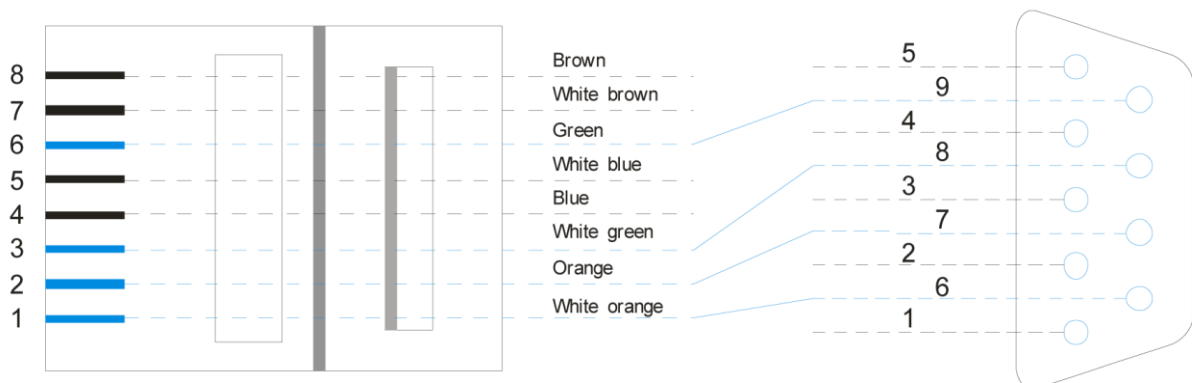 8 Brown 5
7 White brown 9
6 Green 4
5 White blue 8
4 Blue 3
3 White green 7
2 Orange 2
1 White orange 6
1